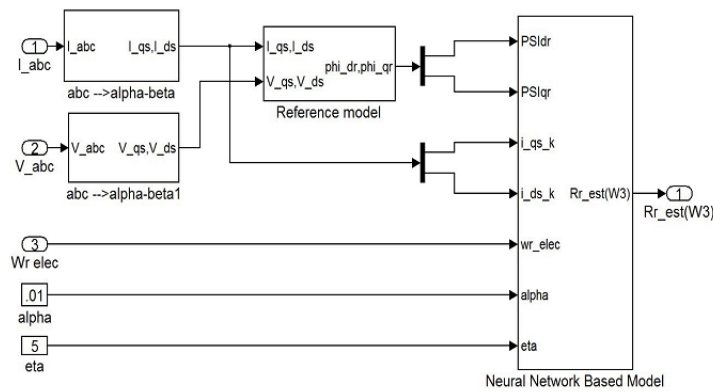 1
I_abc
I_abc
I_qs,I_ds
abc -->alpha-beta
2
V_abc
V_abc
V_qs,V_ds
abc -->alpha-beta1
I_qs,I_ds
V_qs,V_ds
phi_dr,phi_qr
Reference model
3
Wr elec
.01
alpha
5
eta
PSIdr
PSIqr
i_qs_k
i_ds_k
wr_elec
alpha
eta
Rr_est(W3)
Neural Network Based Model
1
Rr_est(W3)